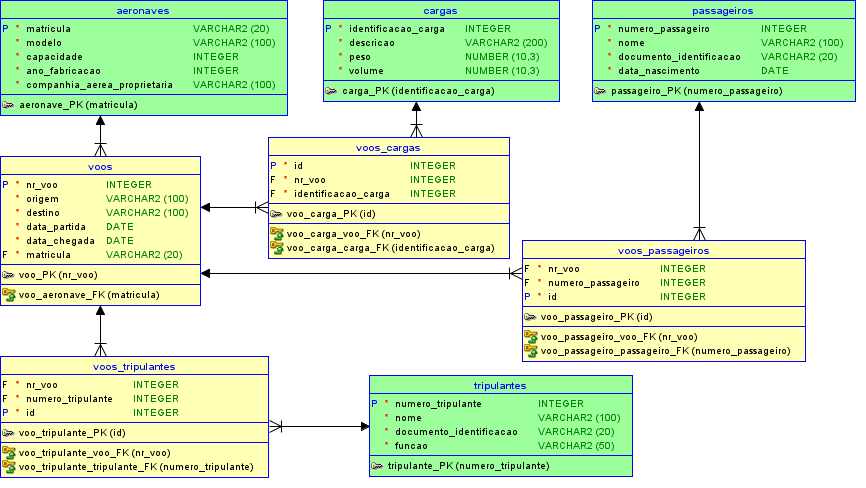 aeronaves
P * matricula VARCHAR2 (20)
* modelo VARCHAR2 (100)
* capacidade INTEGER
* ano_fabricacao INTEGER
* companhia_aerea_proprietaria VARCHAR2 (100)
aeronave_PK (matricula)
cargas
P * identificacao_carga INTEGER
* descricao VARCHAR2 (200)
* peso NUMBER (10,3)
* volume NUMBER (10,3)
carga_PK (identificacao_carga)
passageiros
P * numero_passageiro INTEGER
* nome VARCHAR2 (100)
* documento_identificacao VARCHAR2 (20)
* data_nascimento DATE
passageiro_PK (numero_passageiro)
voos
P * nr_voo INTEGER
* origem VARCHAR2 (100)
* destino VARCHAR2 (100)
* data_partida DATE
* data_chegada DATE
F * matricula VARCHAR2 (20)
voo_PK (nr_voo)
voo_aeronave_FK (matricula)
voos_cargas
P * id INTEGER
F * nr_voo INTEGER
F * identificacao_carga INTEGER
voo_carga_PK (id)
voo_carga_voo_FK (nr_voo)
voo_carga_carga_FK (identificacao_carga)
voos_passageiros
F * nr_voo INTEGER
F * numero_passageiro INTEGER
P * id INTEGER
voo_passageiro_PK (id)
voo_passageiro_voo_FK (nr_voo)
voo_passageiro_passageiro_FK (numero_passageiro)
voos_tripulantes
F * nr_voo INTEGER
F * numero_tripulante INTEGER
P * id INTEGER
voo_tripulante_PK (id)
voo_tripulante_voo_FK (nr_voo)
voo_tripulante_tripulante_FK (numero_tripulante)
tripulantes
P * numero_tripulante INTEGER
* nome VARCHAR2 (100)
* documento_identificacao VARCHAR2 (20)
* funcao VARCHAR2 (50)
tripulante_PK (numero_tripulante)